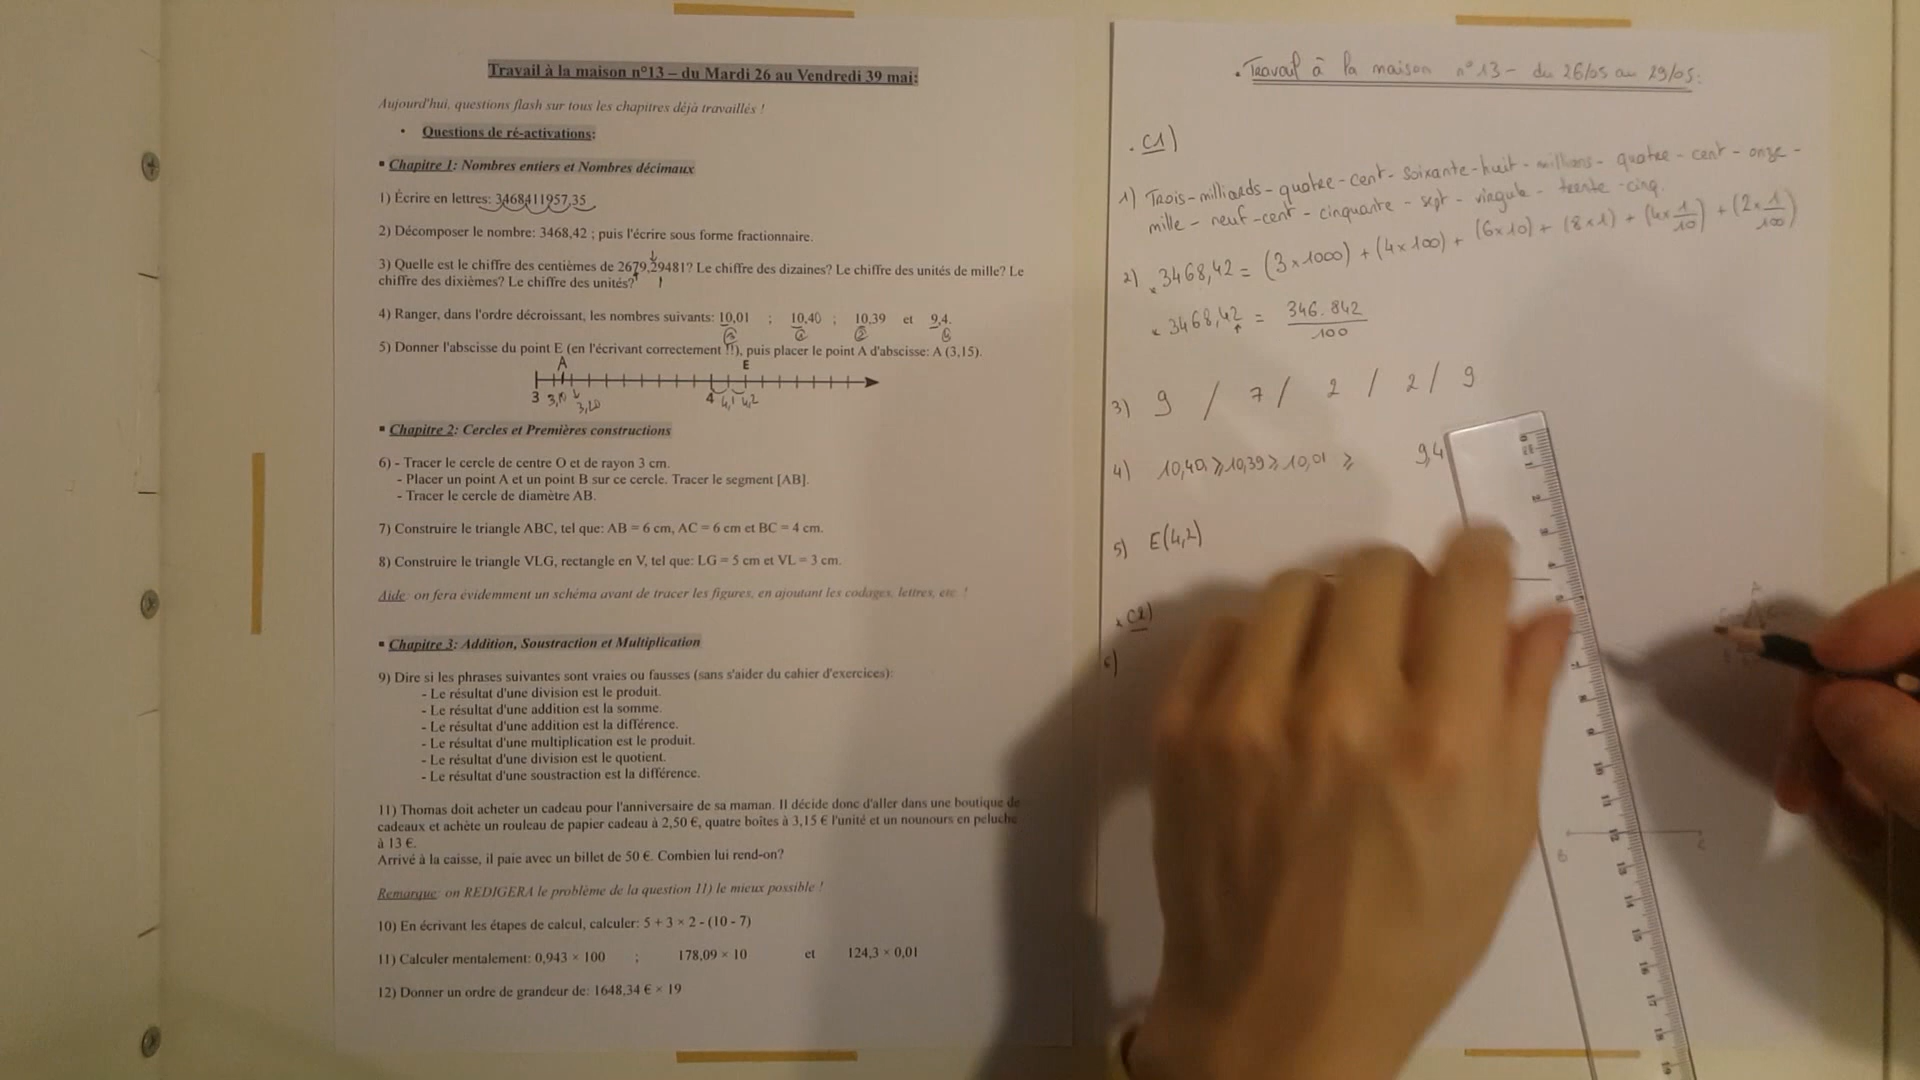 Travail à la maison n°13 – du Mardi 26 au Vendredi 39 mai:
Aujourd'hui, questions flash sur tous les chapitres déjà travaillés !
• Questions de ré-activations:
▪ Chapitre 1: Nombres entiers et Nombres décimaux
1) Écrire en lettres: 3468411957,35
2) Décomposer le nombre: 3468,42 ; puis l'écrire sous forme fractionnaire.
3) Quelle est le chiffre des centièmes de 2679,29481? Le chiffre des dizaines? Le chiffre des unités de mille? Le
chiffre des dixièmes? Le chiffre des unités?
4) Ranger, dans l'ordre décroissant, les nombres suivants: 10,01 ; 10,40 ; 10,39 et 9,4.
5) Donner l'abscisse du point E (en l'écrivant correctement !!), puis placer le point A d'abscisse: A (3,15).
A E
3 3,10 3,20 4 4,1 4,2
▪ Chapitre 2: Cercles et Premières constructions
6) - Tracer le cercle de centre O et de rayon 3 cm.
- Placer un point A et un point B sur ce cercle. Tracer le segment [AB].
- Tracer le cercle de diamètre AB.
7) Construire le triangle ABC, tel que: AB = 6 cm, AC = 6 cm et BC = 4 cm.
8) Construire le triangle VLG, rectangle en V, tel que: LG = 5 cm et VL = 3 cm.
Aide: on fera évidemment un schéma avant de tracer les figures, en ajoutant les codages, lettres, etc !
▪ Chapitre 3: Addition, Soustraction et Multiplication
9) Dire si les phrases suivantes sont vraies ou fausses (sans s'aider du cahier d'exercices):
- Le résultat d'une division est le produit.
- Le résultat d'une addition est la somme.
- Le résultat d'une addition est la différence.
- Le résultat d'une multiplication est le produit.
- Le résultat d'une division est le quotient.
- Le résultat d'une soustraction est la différence.
11) Thomas doit acheter un cadeau pour l'anniversaire de sa maman. Il décide donc d'aller dans une boutique de
cadeaux et achète un rouleau de papier cadeau à 2,50 €, quatre boîtes à 3,15 € l'unité et un nounours en peluche
à 13 €.
Arrivé à la caisse, il paie avec un billet de 50 €. Combien lui rend-on?
Remarque: on REDIGERA le problème de la question 11) le mieux possible !
10) En écrivant les étapes de calcul, calculer: 5 + 3 × 2 - (10 - 7)
11) Calculer mentalement: 0,943 × 100 ; 178,09 × 10 et 124,3 × 0,01
12) Donner un ordre de grandeur de: 1648,34 € × 19
. Travail à la maison n°13 - du 26/05 au 29/05:
. C1)
1) Trois-milliards-quatre-cent-soixante-huit-millions-quatre-cent-onze-
mille-neuf-cent-cinquante-sept-virgule-trente-cinq.
2) × 3468,42 = (3×1000) + (4×100) + (6×10) + (8×1) + (4×1/10) + (2×1/100)
× 3468,42 = 346.842/100
3) 9 / 7 / 2 / 2 / 9
4) 10,40 ⩾ 10,39 ⩾ 10,01 ⩾ 9,4
5) E(4,2)
× C2)
6)
B C